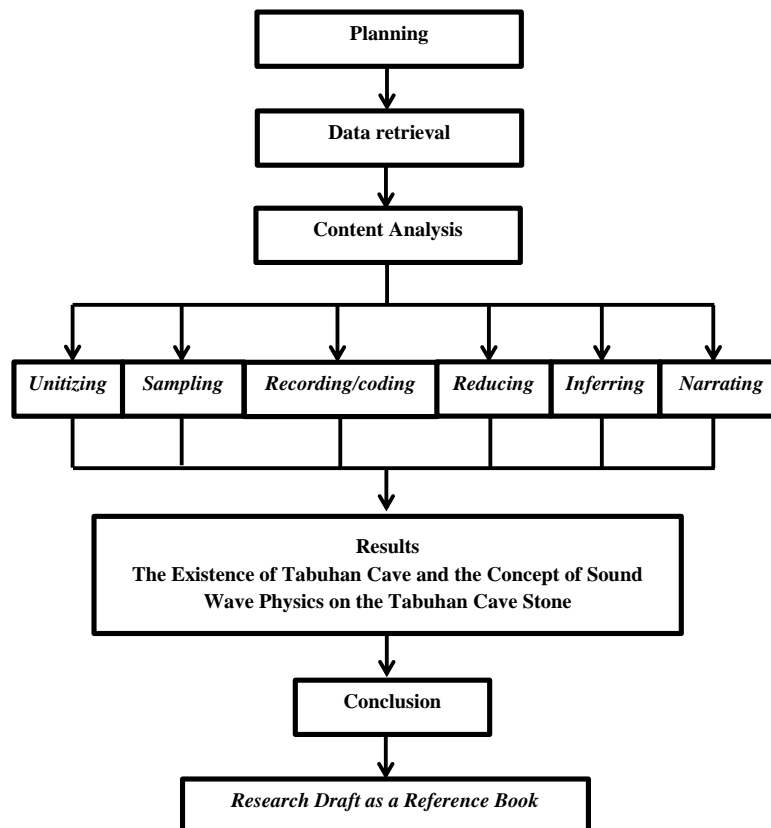 Planning
Data retrieval
Content Analysis
Unitizing
Sampling
Recording/coding
Reducing
Inferring
Narrating
Results
The Existence of Tabuhan Cave and the Concept of Sound
Wave Physics on the Tabuhan Cave Stone
Conclusion
Research Draft as a Reference Book